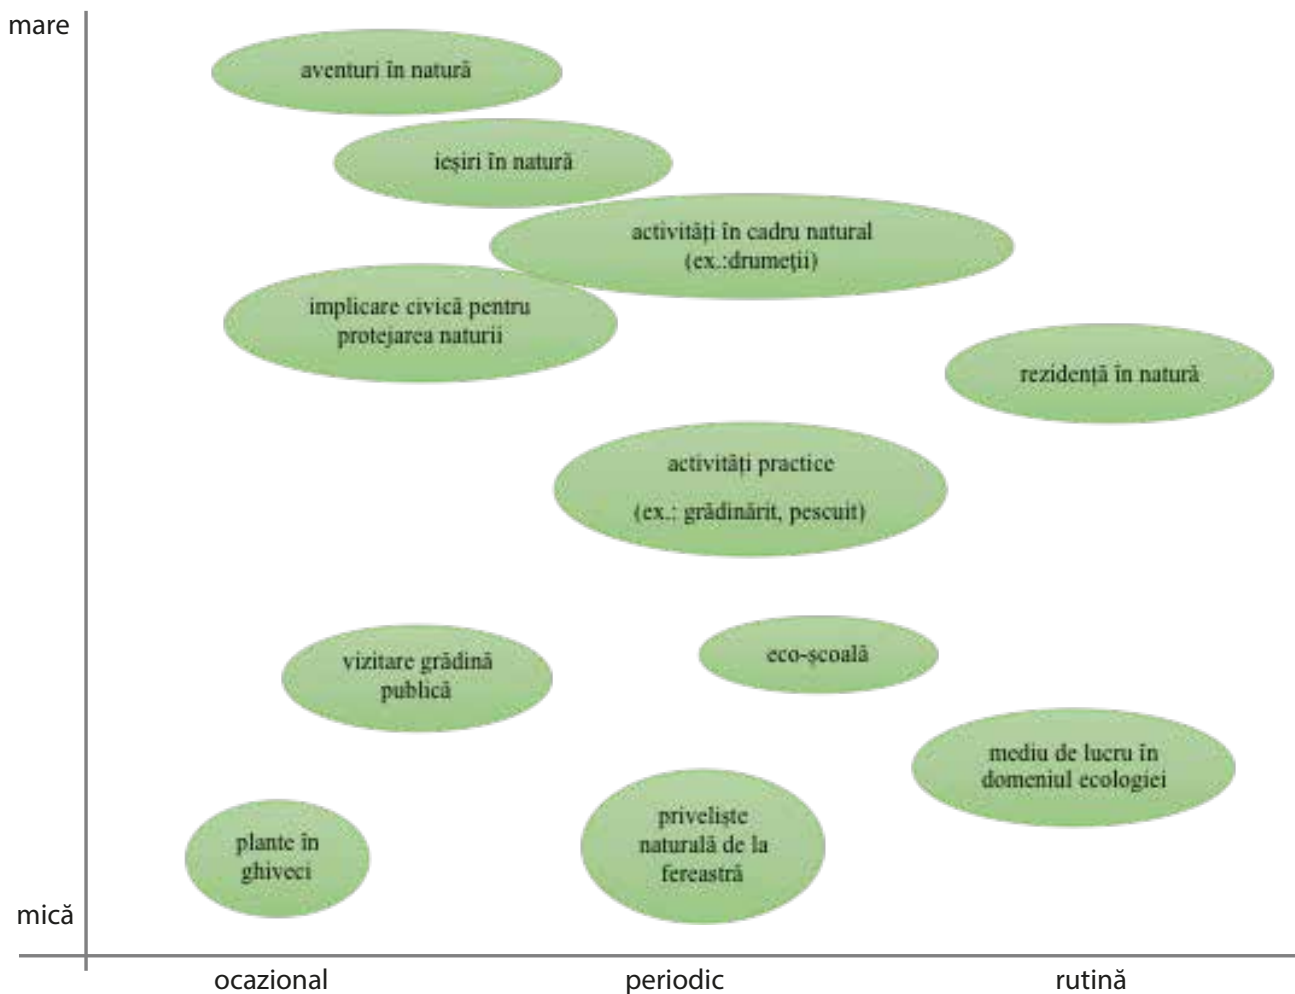 mare
aventuri în natură
ieșiri în natură
activități în cadru natural
(ex.:drumeții)
implicare civică pentru
protejarea naturii
rezidență în natură
activități practice
(ex.: grădinărit, pescuit)
vizitare grădină
publică
eco-școală
mediu de lucru în
domeniul ecologiei
plante în
ghiveci
priveliște
naturală de la
fereastră
mică
ocazional
periodic
rutină